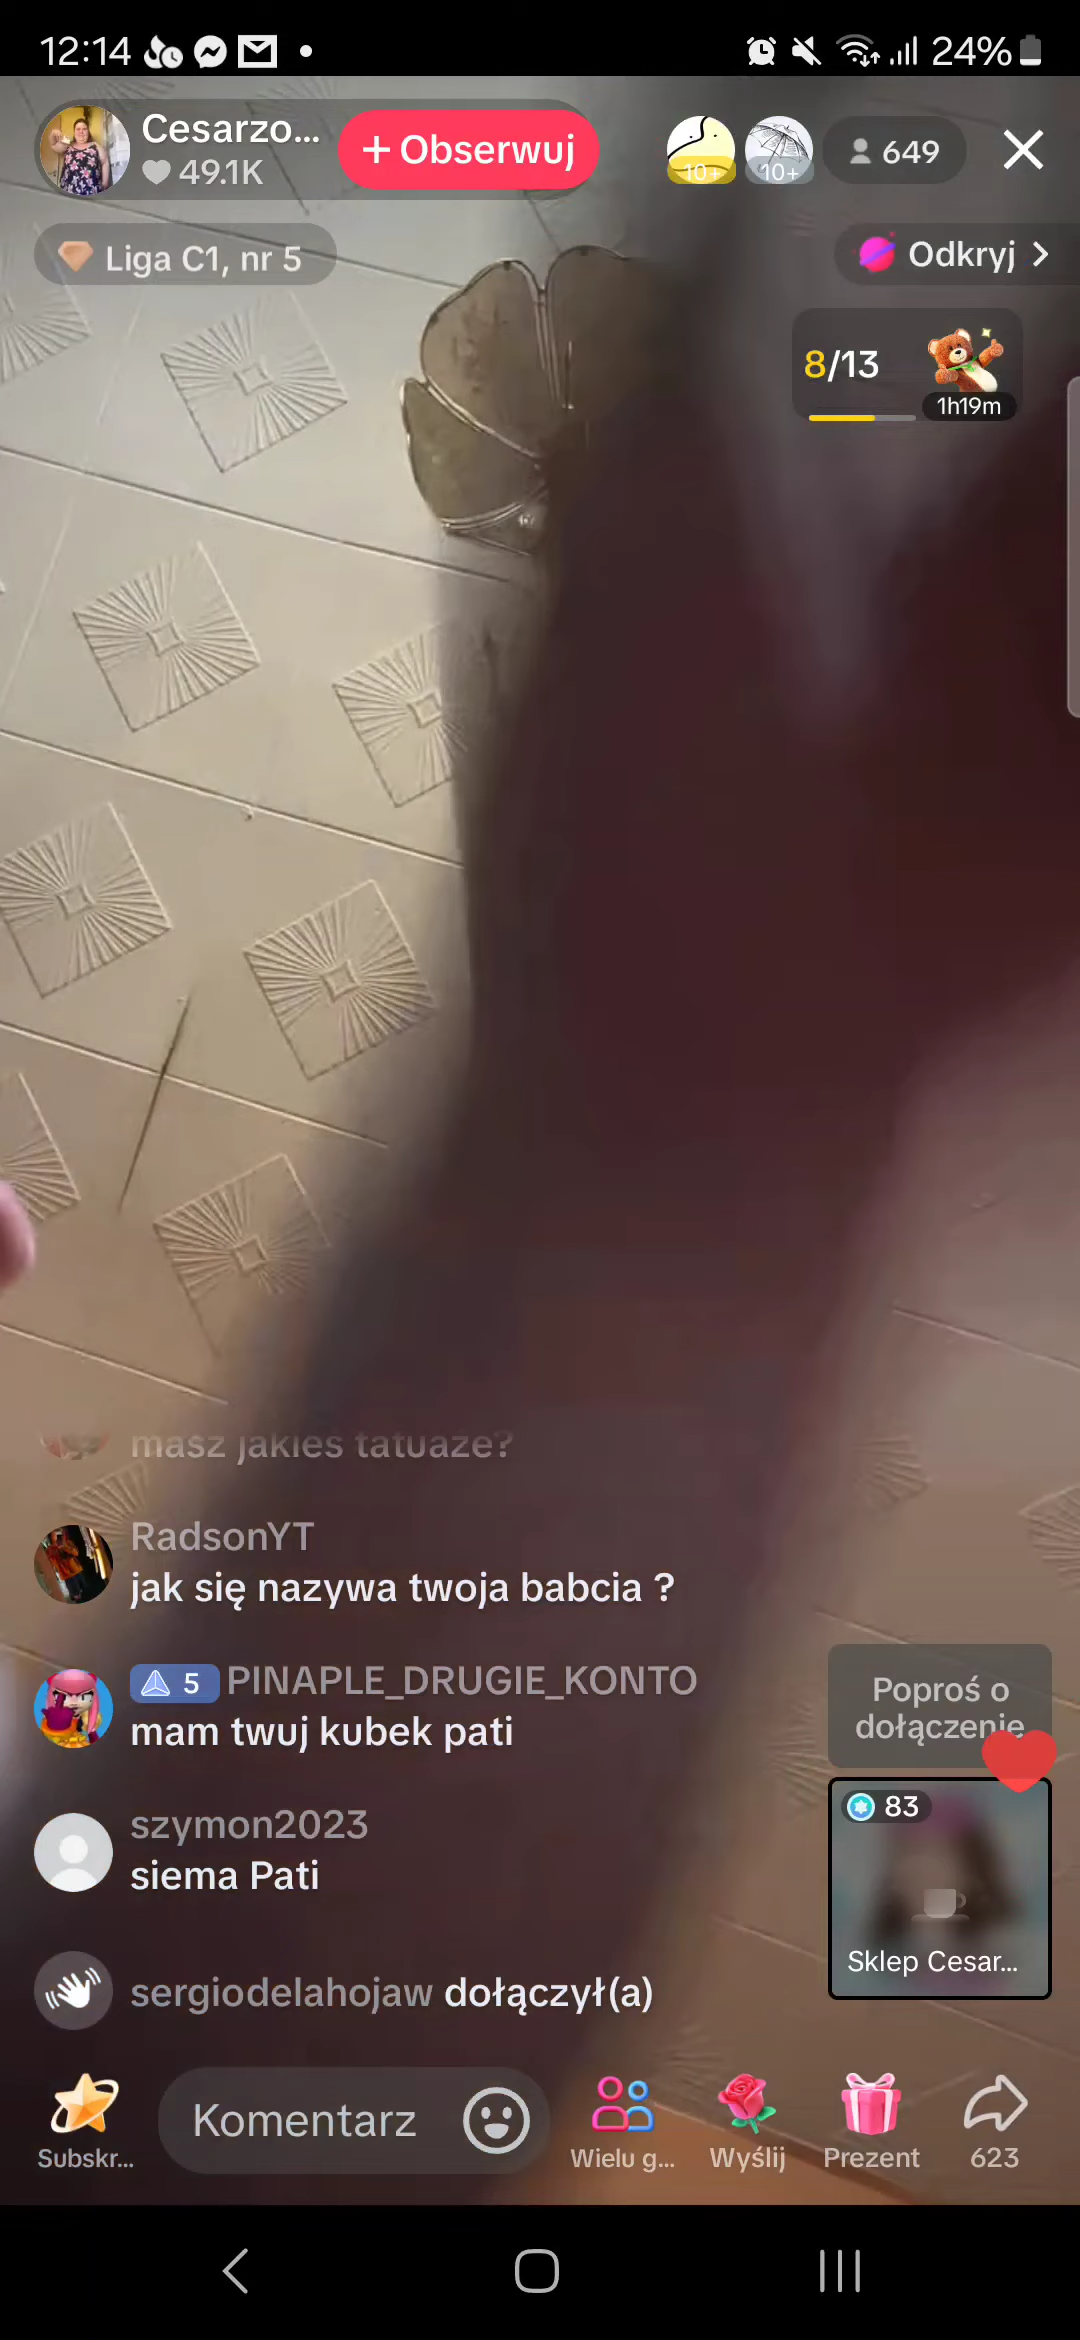 12:14
24%
Cesarzo...
49.1K
+ Obserwuj
10+
10+
649
Liga C1, nr 5
Odkryj
8/13
1h19m
masz jakies tatuaze?
RadsonYT
jak się nazywa twoja babcia ?
5 PINAPLE_DRUGIE_KONTO
mam twuj kubek pati
szymon2023
siema Pati
sergiodelahojaw dołączył(a)
Poproś o
dołączenie
83
Sklep Cesar...
Komentarz
Subskr...
Wielu g...
Wyślij
Prezent
623